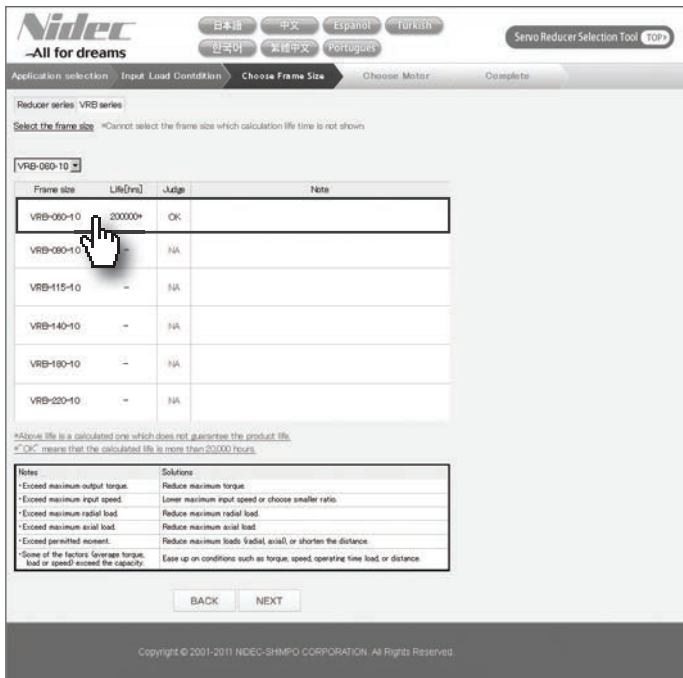 Nidec
-All for dreams
日本語 中文 Espanol Turkish
한국어 繁體中文 Portugues
Servo Reducer Selection Tool TOP
Application selection Input Load Contdition Choose Frame Size Choose Motor Complete
Reducer series VRB series
Select the frame size *Cannot select the frame size which calculation life time is not shown
VRB-060-10
Frame size Life[hrs] Judge Note
VRB-060-10 200000+ OK
VRB-090-10 - NA
VRB-115-10 - NA
VRB-140-10 - NA
VRB-180-10 - NA
VRB-220-10 - NA
*Above life is a calculated one which does not guarantee the product life.
*"OK" means that the calculated life is more than 20,000 hours.
Notes Solutions
・Exceed maximum output torque. Reduce maximum torque.
・Exceed maximum input speed. Lower maximum input speed or choose smaller ratio.
・Exceed maximum radial load. Reduce maximum radial load.
・Exceed maximum axial load. Reduce maximum axial load.
・Exceed permitted moment. Reduce maximum loads (radial, axial), or shorten the distance.
・Some of the factors (average torque, load or speed) exceed the capacity. Ease up on conditions such as torque, speed, operating time load, or distance.
BACK NEXT
Copyright © 2001-2011 NIDEC-SHIMPO CORPORATION. All Rights Reserved.